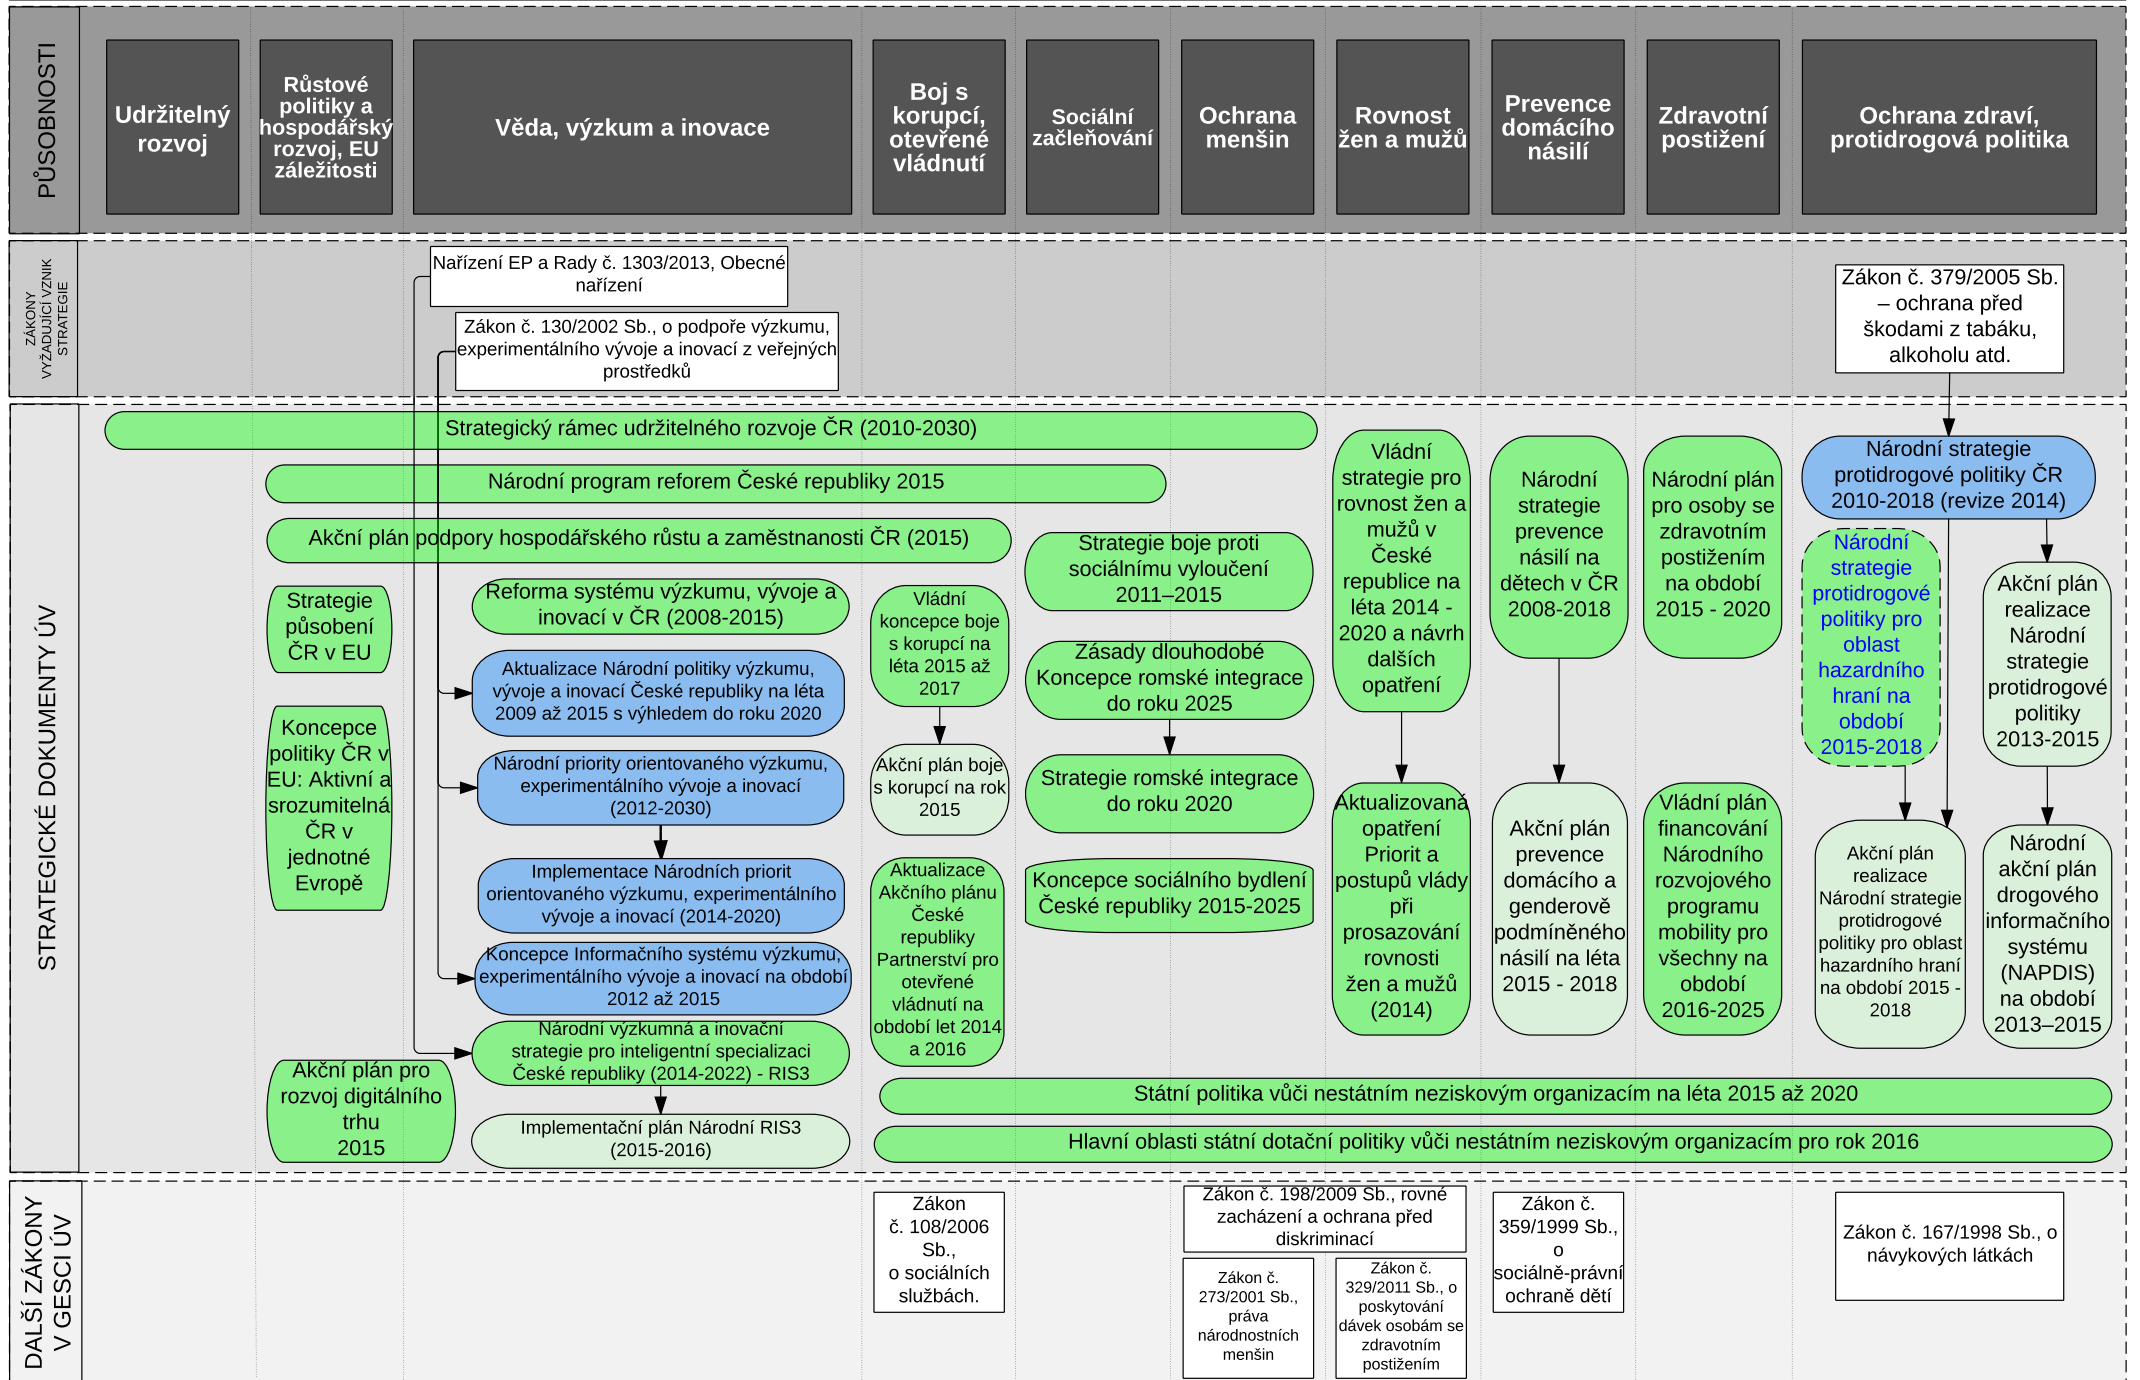 PŮSOBNOSTI
Udržitelný
rozvoj
Růstové
politiky a
hospodářský
rozvoj, EU
záležitosti
Věda, výzkum a inovace
Boj s
korupcí,
otevřené
vládnutí
Sociální
začleňování
Ochrana
menšin
Rovnost
žen a mužů
Prevence
domácího
násilí
Zdravotní
postižení
Ochrana zdraví,
protidrogová politika
ZÁKONY
VYŽADUJÍCÍ VZNIK
STRATEGIE
Nařízení EP a Rady č. 1303/2013, Obecné
nařízení
Zákon č. 130/2002 Sb., o podpoře výzkumu,
experimentálního vývoje a inovací z veřejných
prostředků
Zákon č. 379/2005 Sb.
– ochrana před
škodami z tabáku,
alkoholu atd.
STRATEGICKÉ DOKUMENTY ÚV
Strategický rámec udržitelného rozvoje ČR (2010-2030)
Národní program reforem České republiky 2015
Akční plán podpory hospodářského růstu a zaměstnanosti ČR (2015)
Strategie
působení
ČR v EU
Koncepce
politiky ČR v
EU: Aktivní a
srozumitelná
ČR v
jednotné
Evropě
Akční plán pro
rozvoj digitálního
trhu
2015
Reforma systému výzkumu, vývoje a
inovací v ČR (2008-2015)
Aktualizace Národní politiky výzkumu,
vývoje a inovací České republiky na léta
2009 až 2015 s výhledem do roku 2020
Národní priority orientovaného výzkumu,
experimentálního vývoje a inovací
(2012-2030)
Implementace Národních priorit
orientovaného výzkumu, experimentálního
vývoje a inovací (2014-2020)
Koncepce Informačního systému výzkumu,
experimentálního vývoje a inovací na období
2012 až 2015
Národní výzkumná a inovační
strategie pro inteligentní specializaci
České republiky (2014-2022) - RIS3
Implementační plán Národní RIS3
(2015-2016)
Vládní
koncepce boje
s korupcí na
léta 2015 až
2017
Akční plán boje
s korupcí na rok
2015
Aktualizace
Akčního plánu
České
republiky
Partnerství pro
otevřené
vládnutí na
období let 2014
a 2016
Strategie boje proti
sociálnímu vyloučení
2011–2015
Zásady dlouhodobé
Koncepce romské integrace
do roku 2025
Strategie romské integrace
do roku 2020
Koncepce sociálního bydlení
České republiky 2015-2025
Vládní
strategie pro
rovnost žen a
mužů v
České
republice na
léta 2014 -
2020 a návrh
dalších
opatření
Aktualizovaná
opatření
Priorit a
postupů vlády
při
prosazování
rovnosti
žen a mužů
(2014)
Národní
strategie
prevence
násilí na
dětech v ČR
2008-2018
Akční plán
prevence
domácího a
genderově
podmíněného
násilí na léta
2015 - 2018
Národní plán
pro osoby se
zdravotním
postižením
na období
2015 - 2020
Vládní plán
financování
Národního
rozvojového
programu
mobility pro
všechny na
období
2016-2025
Národní strategie
protidrogové politiky ČR
2010-2018 (revize 2014)
Národní
strategie
protidrogové
politiky pro
oblast
hazardního
hraní na
období
2015-2018
Akční plán
realizace
Národní
strategie
protidrogové
politiky
2013-2015
Akční plán
realizace
Národní strategie
protidrogové
politiky pro oblast
hazardního hraní
na období 2015 -
2018
Národní
akční plán
drogového
informačního
systému
(NAPDIS)
na období
2013–2015
Státní politika vůči nestátním neziskovým organizacím na léta 2015 až 2020
Hlavní oblasti státní dotační politiky vůči nestátním neziskovým organizacím pro rok 2016
DALŠÍ ZÁKONY
V GESCI ÚV
Zákon
č. 108/2006
Sb.,
o sociálních
službách.
Zákon č. 198/2009 Sb., rovné
zacházení a ochrana před
diskriminací
Zákon č.
273/2001 Sb.,
práva
národnostních
menšin
Zákon č.
329/2011 Sb., o
poskytování
dávek osobám se
zdravotním
postižením
Zákon č.
359/1999 Sb.,
o
sociálně-právní
ochraně dětí
Zákon č. 167/1998 Sb., o
návykových látkách